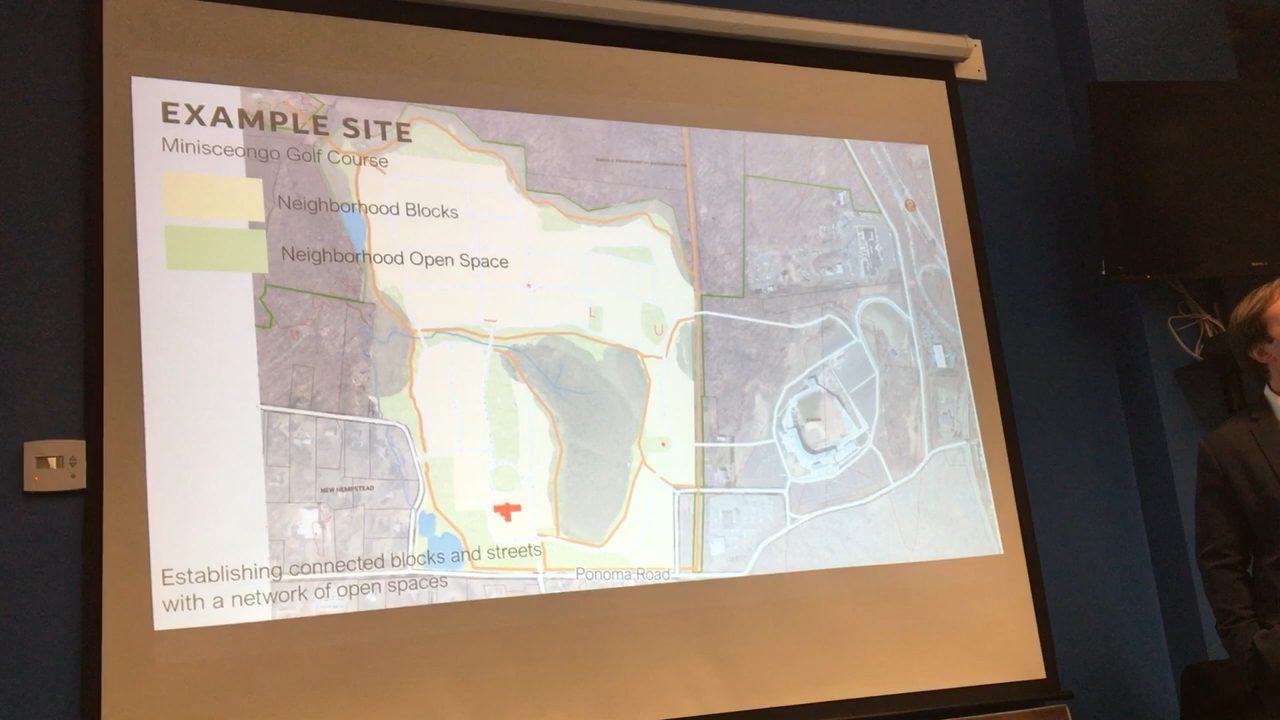 EXAMPLE SITE
Minisceongo Golf Course
Neighborhood Blocks
Neighborhood Open Space
NEW HEMPSTEAD
Establishing connected blocks and streets
with a network of open spaces
Ponoma Road